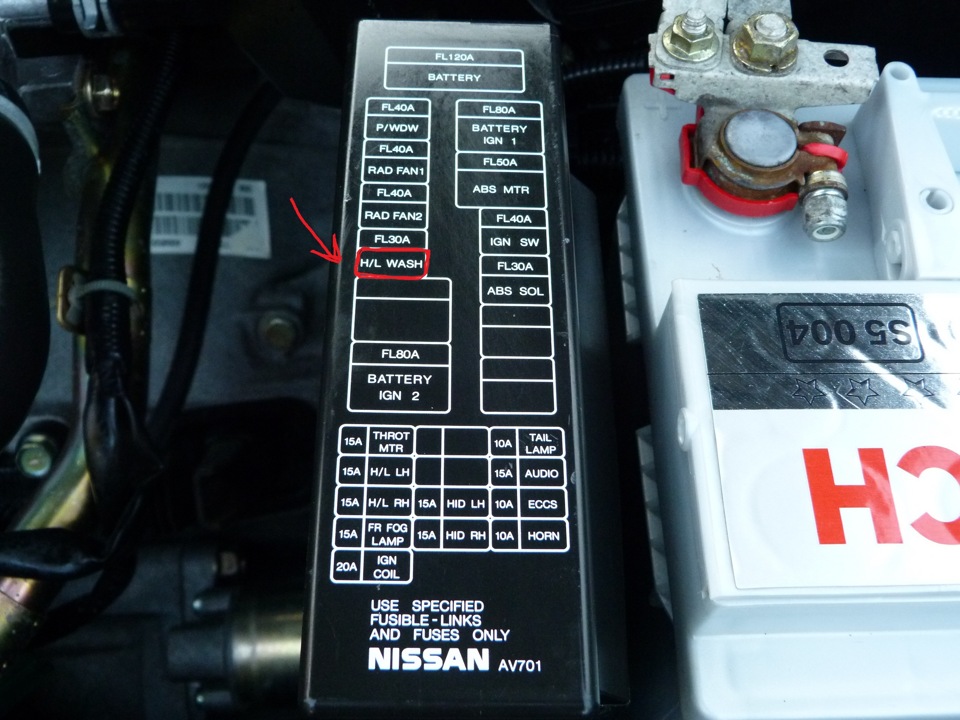 FL120A
BATTERY
FL40A
P/WDW
FL40A
RAD FAN1
FL40A
RAD FAN2
FL30A
H/L WASH
FL80A
BATTERY
IGN 2
FL80A
BATTERY
IGN 1
FL50A
ABS MTR
FL40A
IGN SW
FL30A
ABS SOL
15A THROT MTR 10A TAIL LAMP
15A H/L LH 15A AUDIO
15A H/L RH 15A HID LH 10A ECCS
15A FR FOG LAMP 15A HID RH 10A HORN
20A IGN COIL
USE SPECIFIED
FUSIBLE-LINKS
AND FUSES ONLY
NISSAN AV701
S5 004
CH